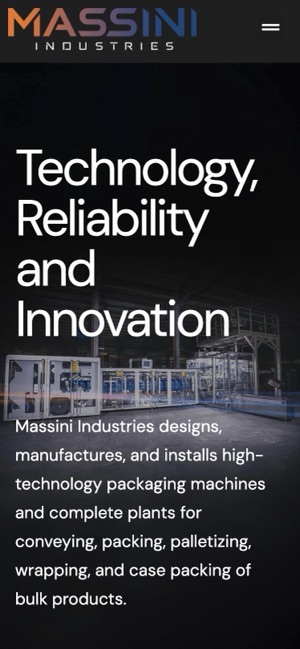 MASSINI
INDUSTRIES
Technology,
Reliability
and
Innovation
Massini Industries designs,
manufactures, and installs high-
technology packaging machines
and complete plants for
conveying, packing, palletizing,
wrapping, and case packing of
bulk products.